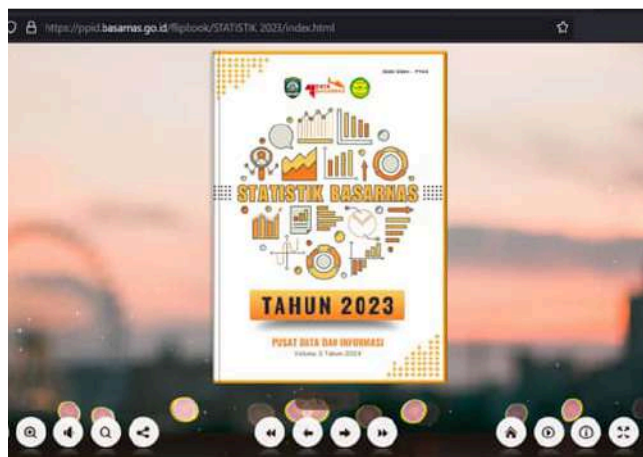 https://ppid.basarnas.go.id/flipbook/STATISTIK 2023/index.html
STATISTIK BASARNAS
TAHUN 2023
PUSAT DATA DAN INFORMASI